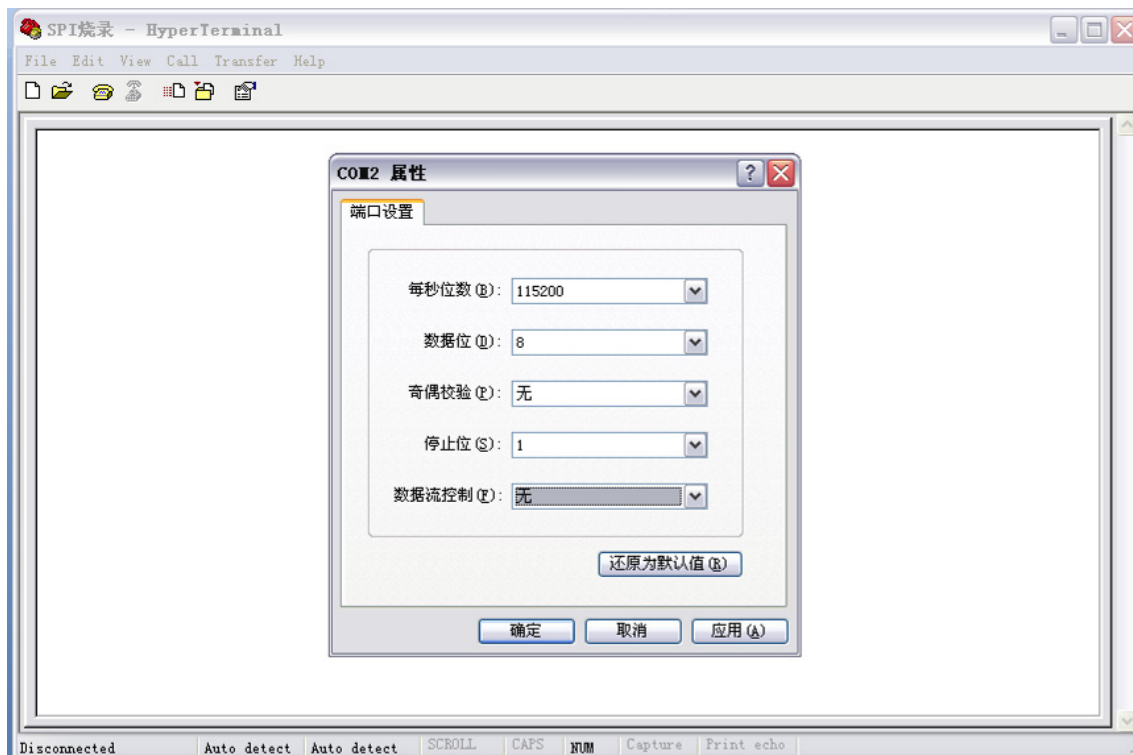 SPI烧录 - HyperTerminal
File Edit View Call Transfer Help
COM2 属性
端口设置
每秒位数(B): 115200
数据位(D): 8
奇偶校验(P): 无
停止位(S): 1
数据流控制(F): 无
还原为默认值(R)
确定 取消 应用(A)
Disconnected Auto detect Auto detect SCROLL CAPS NUM Capture Print echo